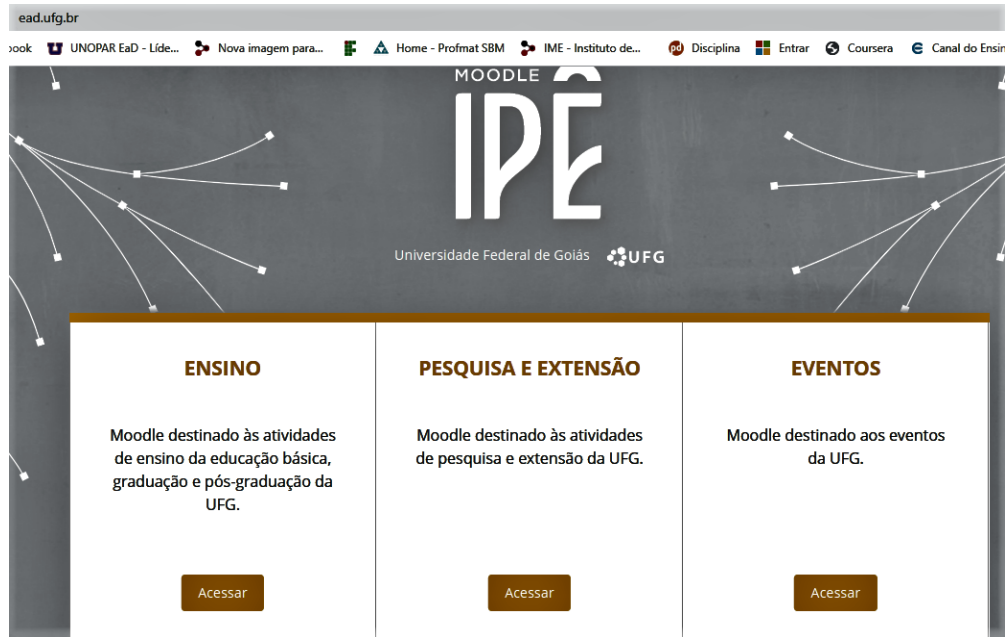 ead.ufg.br
book UNOPAR EaD - Líde... Nova imagem para... Home - Profmat SBM IME - Instituto de... pd Disciplina Entrar Coursera Canal do Ensin
MOODLE
IPÊ
Universidade Federal de Goiás UFG
ENSINO
Moodle destinado às atividades
de ensino da educação básica,
graduação e pós-graduação da
UFG.
Acessar
PESQUISA E EXTENSÃO
Moodle destinado às atividades
de pesquisa e extensão da UFG.
Acessar
EVENTOS
Moodle destinado aos eventos
da UFG.
Acessar